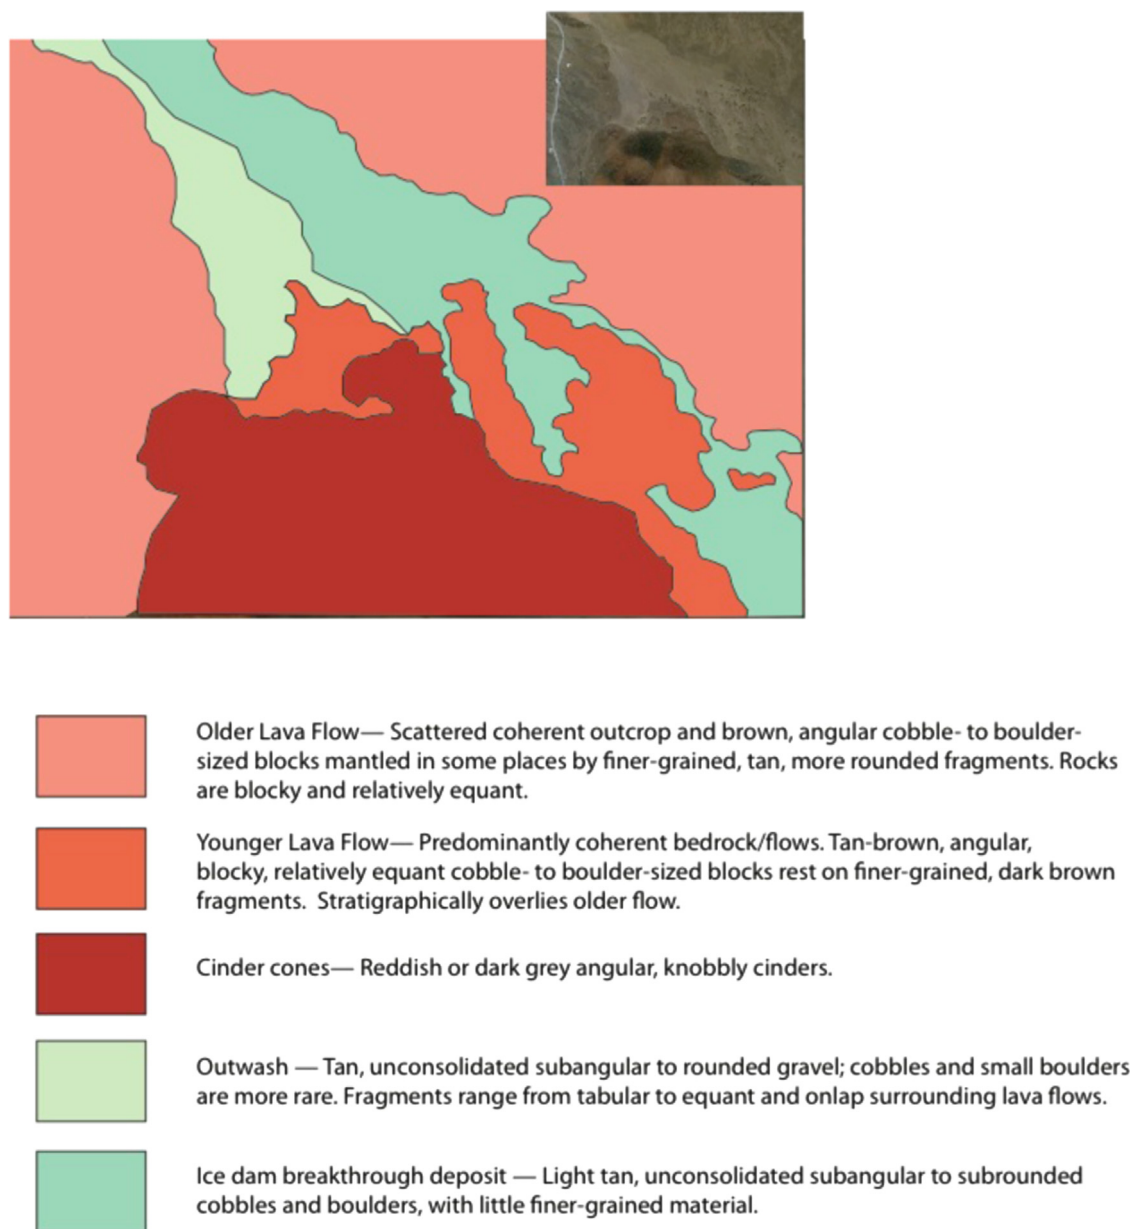 Older Lava Flow— Scattered coherent outcrop and brown, angular cobble- to boulder-
sized blocks mantled in some places by finer-grained, tan, more rounded fragments. Rocks
are blocky and relatively equant.
Younger Lava Flow— Predominantly coherent bedrock/flows. Tan-brown, angular,
blocky, relatively equant cobble- to boulder-sized blocks rest on finer-grained, dark brown
fragments.  Stratigraphically overlies older flow.
Cinder cones— Reddish or dark grey angular, knobbly cinders.
Outwash — Tan, unconsolidated subangular to rounded gravel; cobbles and small boulders
are more rare. Fragments range from tabular to equant and onlap surrounding lava flows.
Ice dam breakthrough deposit — Light tan, unconsolidated subangular to subrounded
cobbles and boulders, with little finer-grained material.